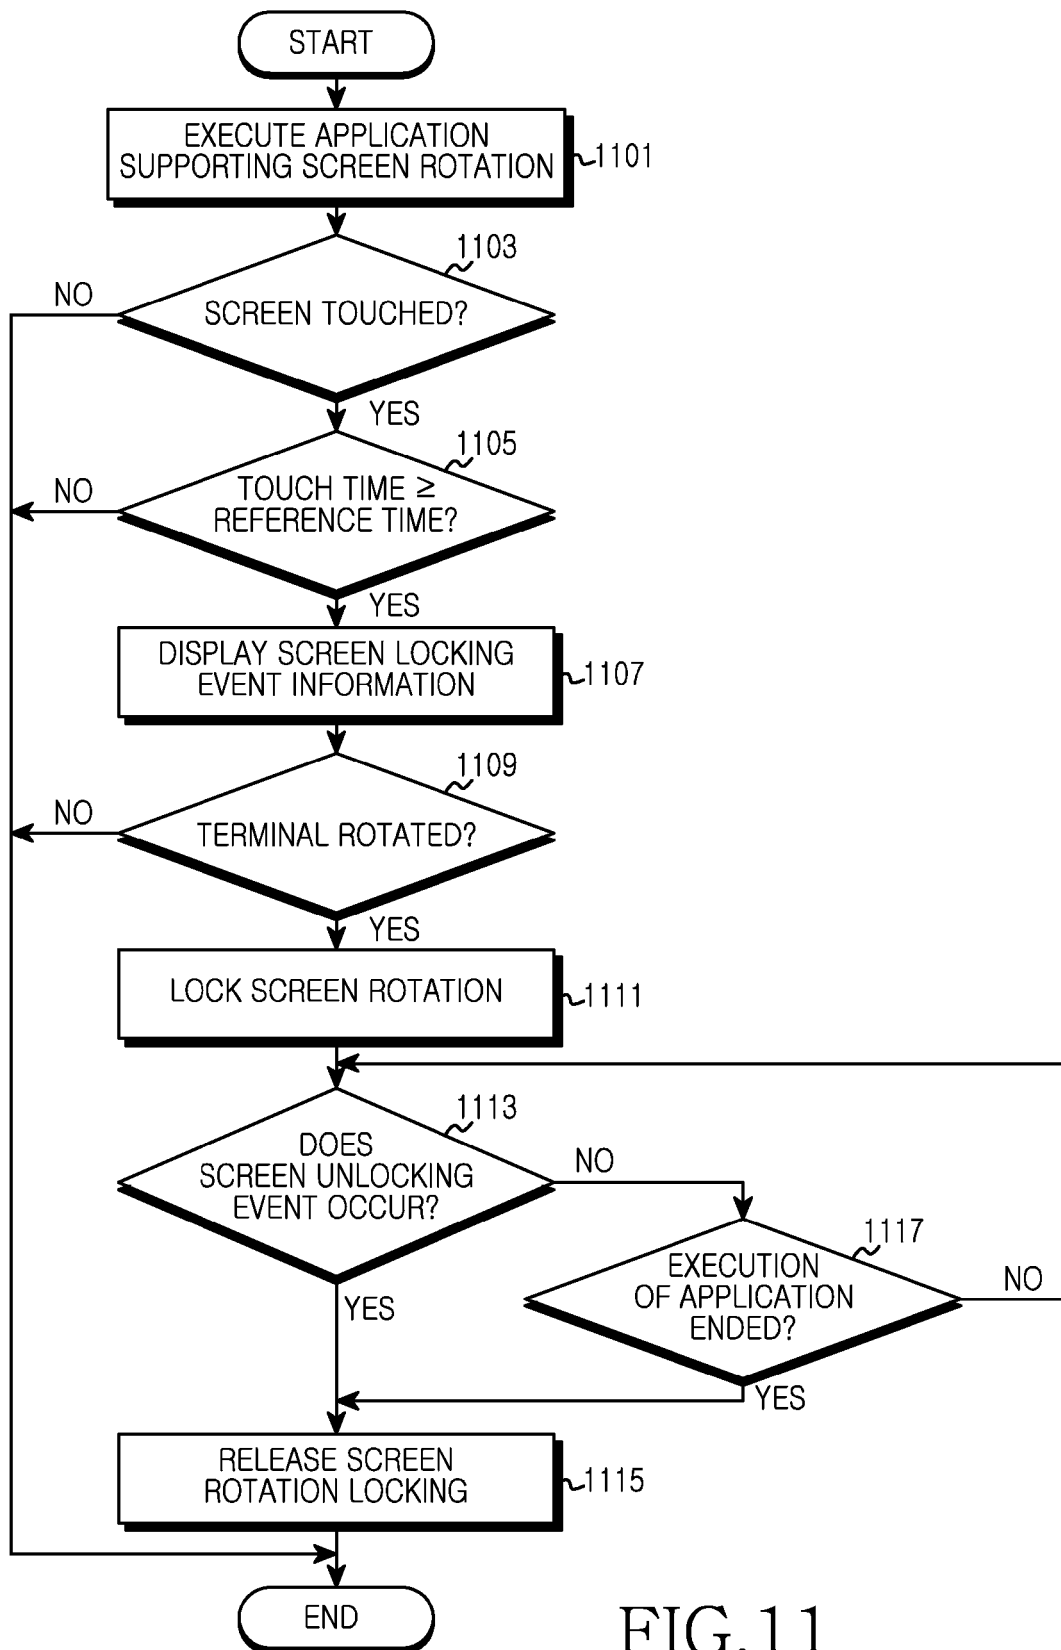 START
EXECUTE APPLICATION
SUPPORTING SCREEN ROTATION
1101
1103
NO
SCREEN TOUCHED?
YES
1105
NO
TOUCH TIME ≥
REFERENCE TIME?
YES
DISPLAY SCREEN LOCKING
EVENT INFORMATION
1107
1109
NO
TERMINAL ROTATED?
YES
LOCK SCREEN ROTATION
1111
1113
DOES
SCREEN UNLOCKING
EVENT OCCUR?
NO
1117
EXECUTION
OF APPLICATION
ENDED?
NO
YES
YES
RELEASE SCREEN
ROTATION LOCKING
1115
END
FIG.11